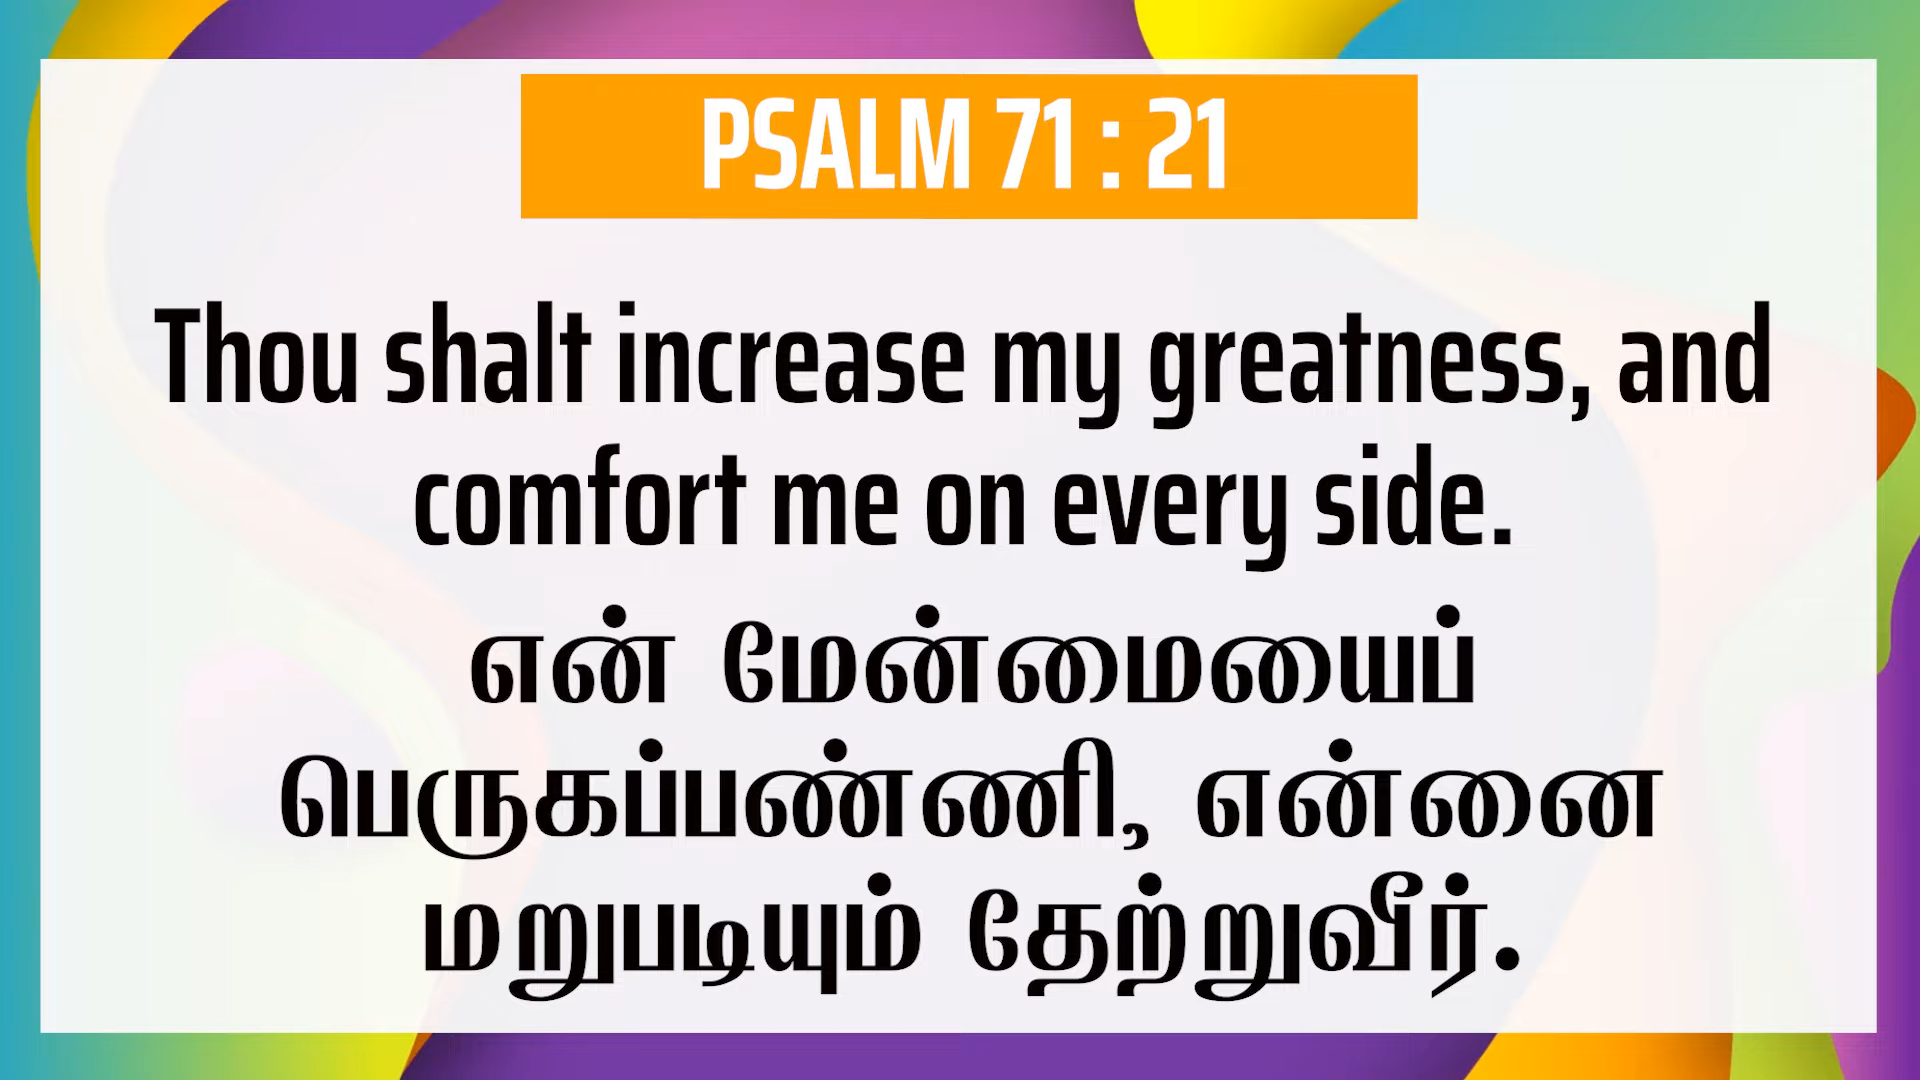 PSALM 71 : 21
Thou shalt increase my greatness, and
comfort me on every side.
என் மேன்மையைப்
பெருகப்பண்ணி, என்னை
மறுபடியும் தேற்றுவீர்.